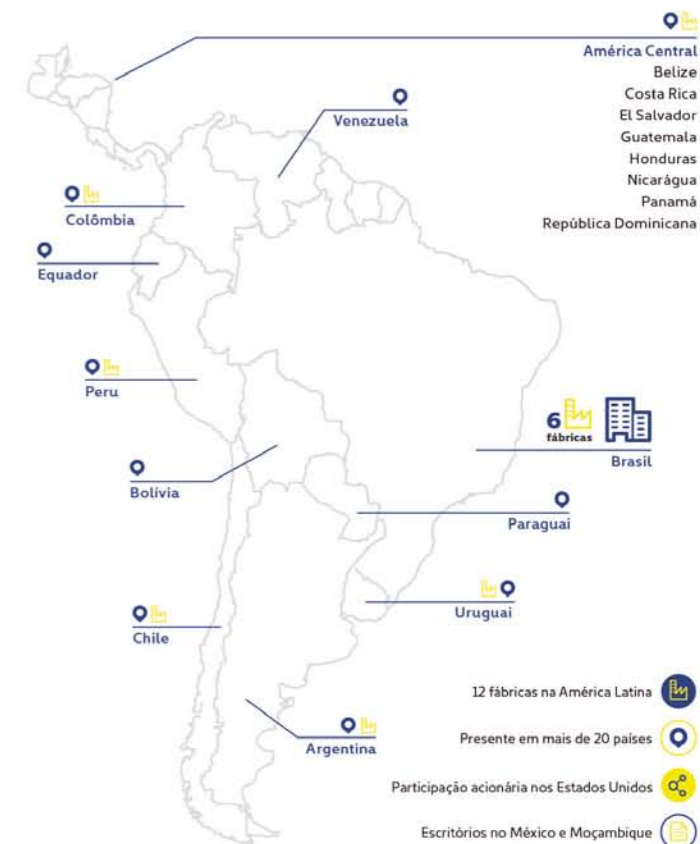 América Central
Belize
Costa Rica
El Salvador
Guatemala
Honduras
Nicarágua
Panamá
República Dominicana
Venezuela
Colômbia
Equador
Peru
6
fábricas
Brasil
Bolívia
Paraguai
Uruguai
Chile
Argentina
12 fábricas na América Latina
Presente em mais de 20 países
Participação acionária nos Estados Unidos
Escritórios no México e Moçambique